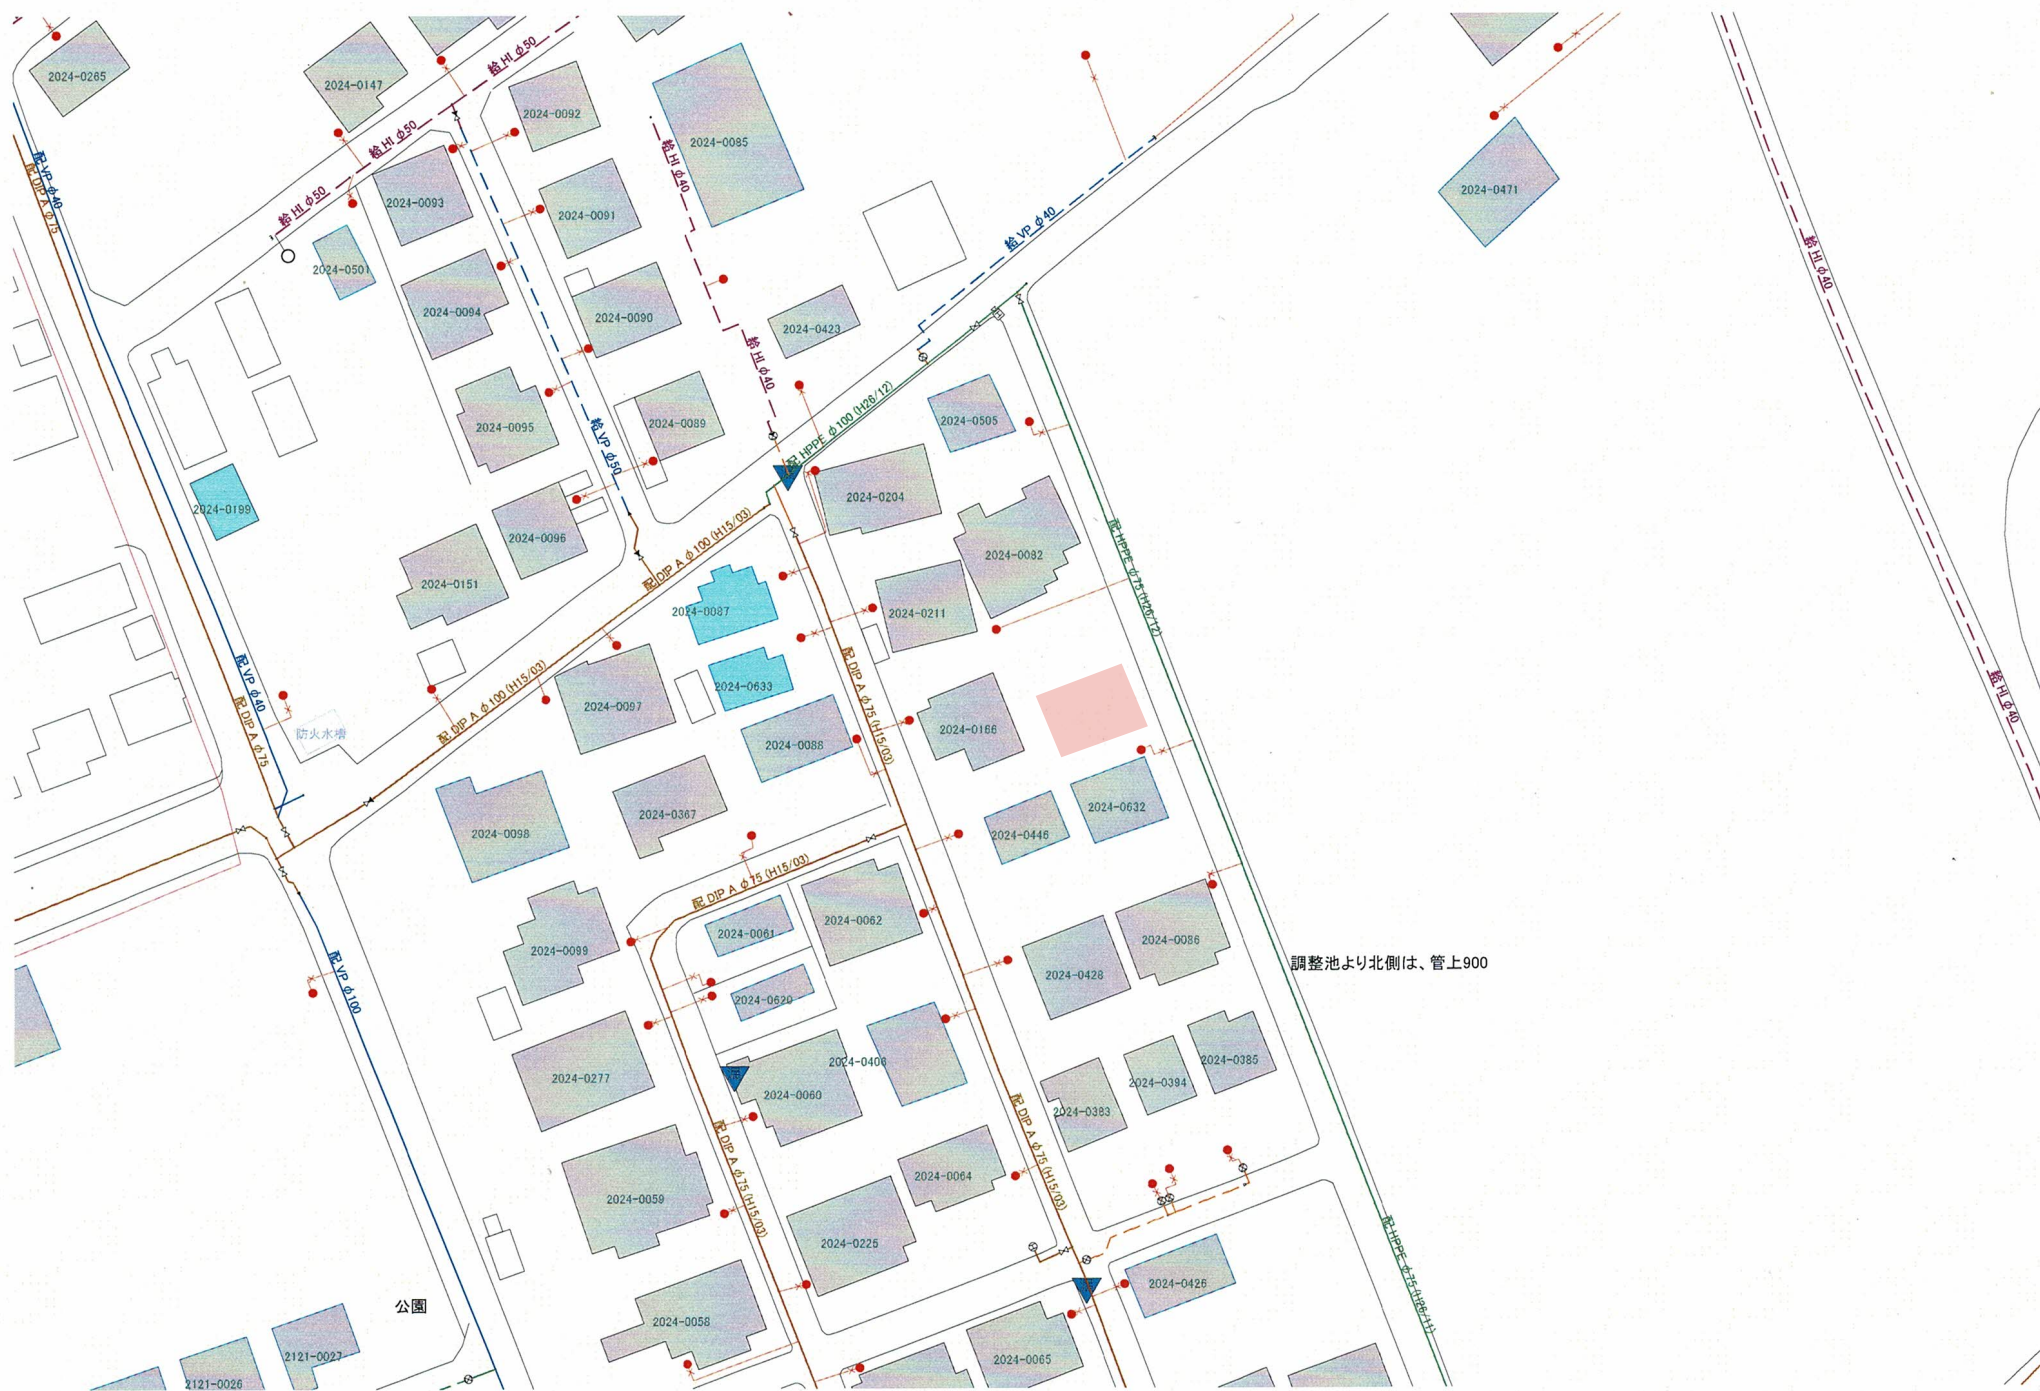 2024-0265
2024-0147
給 HI φ50
2024-0092
2024-0085
給 HI φ50
給 HI φ40
配 VP φ40
配 DIP A φ75
給 HI φ50
2024-0093
2024-0091
2024-0471
2024-0501
給 VP φ40
給 HI φ40
2024-0094
2024-0090
2024-0423
給 HI φ40
配 HPPE φ100 (H26/12)
2024-0095
2024-0089
2024-0505
給 VP φ50
2024-0199
2024-0204
2024-0096
配 DIP A φ100 (H15/03)
2024-0082
2024-0151
配 HPPE φ75 (H26/12)
2024-0087
2024-0211
配 VP φ40
配 DIP A φ75
配 DIP A φ100 (H15/03)
2024-0633
2024-0097
配 DIP A φ75 (H15/03)
2024-0166
給 HI φ40
防火水槽
2024-0088
2024-0098
2024-0367
2024-0446
2024-0632
配 DIP A φ75 (H15/03)
2024-0061
2024-0062
2024-0099
2024-0086
2024-0428
調整池より北側は、管上900
配 VP φ100
2024-0620
2024-0277
2024-0406
2024-0060
2024-0385
2024-0394
2024-0383
配 DIP A φ75 (H15/03)
配 DIP A φ75 (H15/03)
2024-0059
2024-0064
2024-0225
配 HPPE φ75 (H26/11)
2024-0426
公園
2024-0058
2121-0027
2024-0065
2121-0026